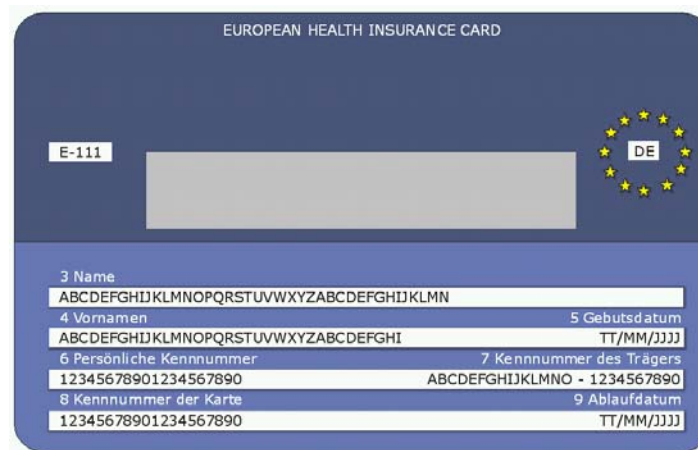 EUROPEAN HEALTH INSURANCE CARD
E-111
DE
3 Name
ABCDEFGHIJKLMNOPQRSTUVWXYZABCDEFGHIJKLMN
4 Vornamen 5 Gebutsdatum
ABCDEFGHIJKLMNOPQRSTUVWXYZABCDEFGHI TT/MM/JJJJ
6 Persönliche Kennnummer 7 Kennnummer des Trägers
12345678901234567890 ABCDEFGHIJKLMNO - 1234567890
8 Kennnummer der Karte 9 Ablaufdatum
12345678901234567890 TT/MM/JJJJ